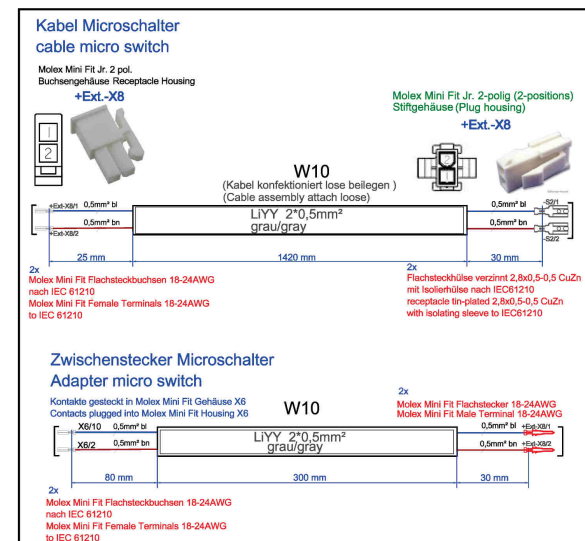 Kabel Microschalter
cable micro switch
Molex Mini Fit Jr. 2 pol.
Buchsengehäuse Receptacle Housing
+Ext.-X8
1
2
Molex Mini Fit Jr. 2-polig (2-positions)
Stiftgehäuse (Plug housing)
+Ext.-X8
2
W10
(Kabel konfektioniert lose beilegen )
(Cable assembly attach loose)
+Ext-X8/1 0,5mm² bl
LiYY 2*0,5mm²
grau/gray
0,5mm² bl -S2/1
+Ext-X8/2 0,5mm² bn
0,5mm² bn -S2/2
25 mm 1420 mm 30 mm
2x
Molex Mini Fit Flachsteckbuchsen 18-24AWG
nach IEC 61210
Molex Mini Fit Female Terminals 18-24AWG
to IEC 61210
2x
Flachsteckhülse verzinnt 2,8x0,5-0,5 CuZn
mit Isolierhülse nach IEC61210
receptacle tin-plated 2,8x0,5-0,5 CuZn
with isolating sleeve to IEC61210
Zwischenstecker Microschalter
Adapter micro switch
Kontakte gesteckt in Molex Mini Fit Gehäuse X6
Contacts plugged into Molex Mini Fit Housing X6
W10
2x
Molex Mini Fit Flachstecker 18-24AWG
Molex Mini Fit Male Terminal 18-24AWG
X6/10 0,5mm² bl
LiYY 2*0,5mm²
grau/gray
0,5mm² bl +Ext-X8/1
X6/2 0,5mm² bn
0,5mm² bn +Ext-X8/2
80 mm 300 mm 30 mm
2x
Molex Mini Fit Flachsteckbuchsen 18-24AWG
nach IEC 61210
Molex Mini Fit Female Terminals 18-24AWG
to IEC 61210